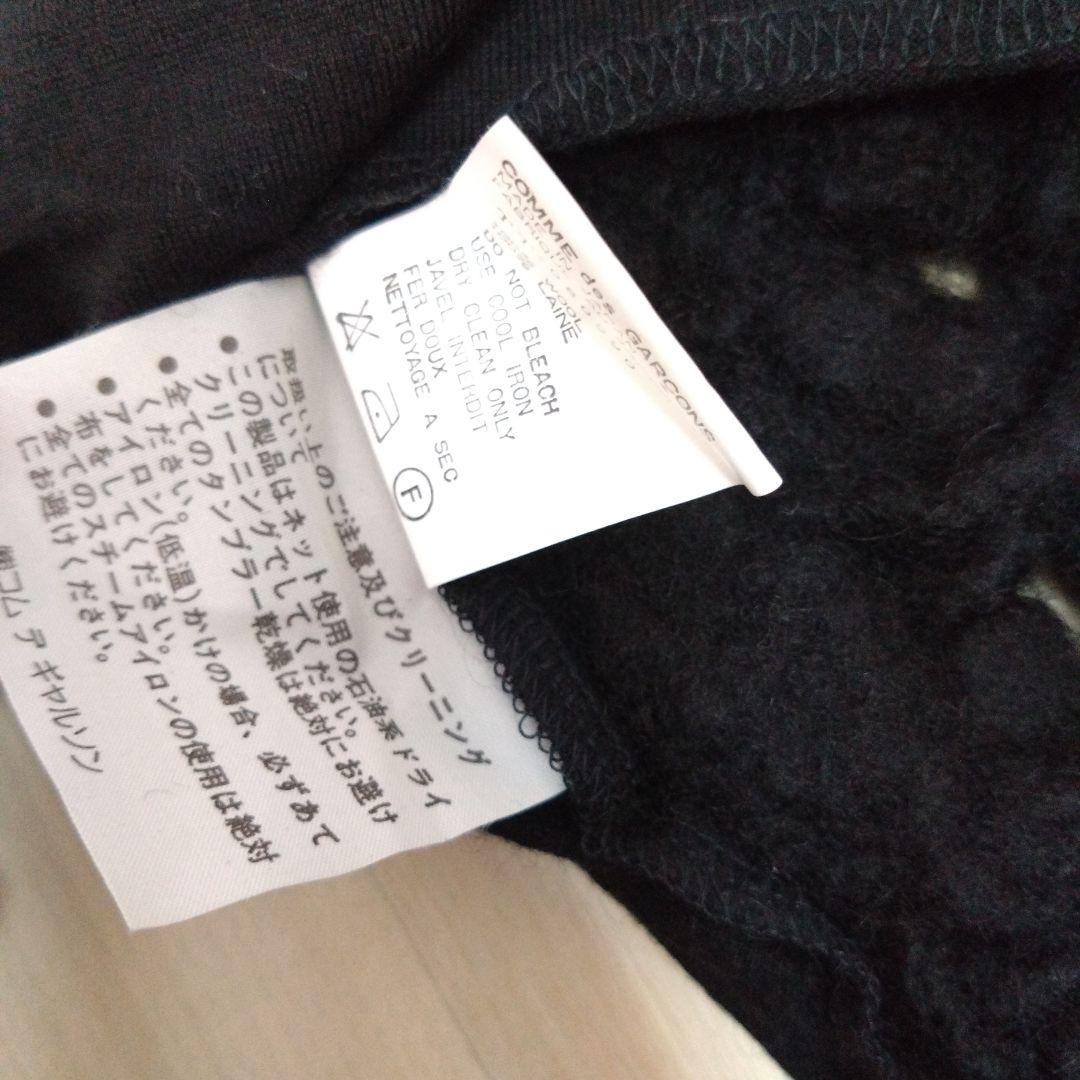 COMME des GARCONS
MADE IN
WOOL
LAINE
DO NOT BLEACH
USE COOL IRON
DRY CLEAN ONLY
JAVEL INTERDIT
FER DOUX
NETTOYAGE A SEC
F
取扱い上のご注意及びクリーニング
について
●この製品はネット使用の石油系ドライ
クリーニングでしてください。
●全てのタンブラー乾燥は絶対にお避け
ください。
●アイロン(低温)かけの場合、必ずあて
布をしてください。
●全てのスチームアイロンの使用は絶対
にお避けください。
コム デ ギャルソン